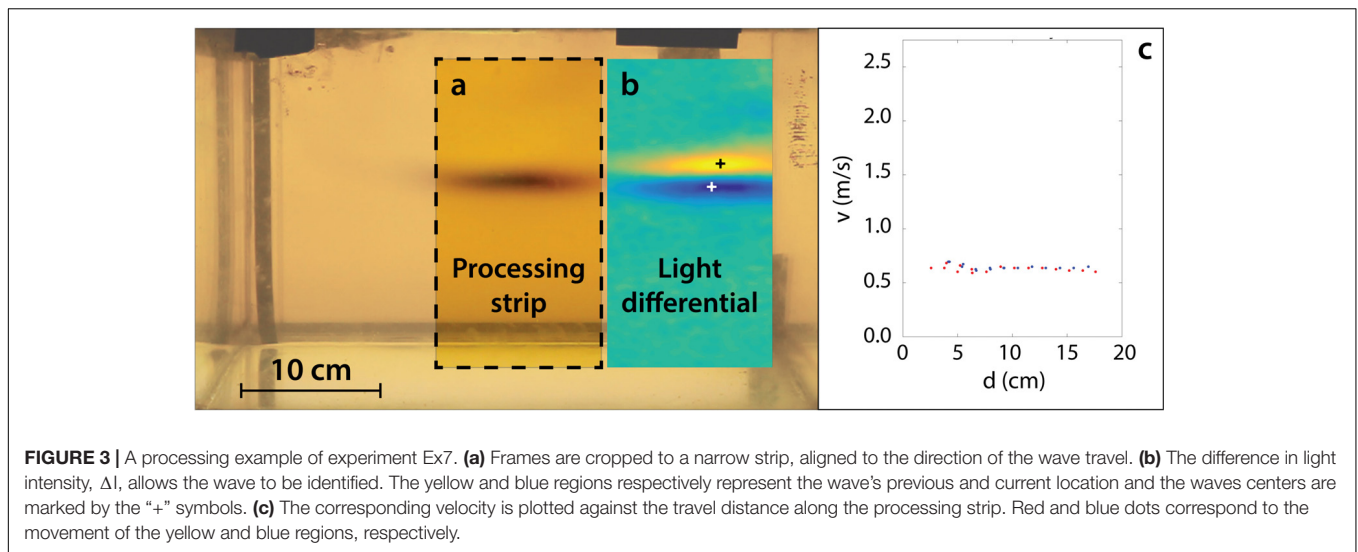 a
b
Processing
strip
Light
differential
10 cm
+
+
c
v (m/s)
2.5
2.0
1.5
1.0
0.5
0.0
0
5
10
15
20
d (cm)
FIGURE 3 | A processing example of experiment Ex7. (a) Frames are cropped to a narrow strip, aligned to the direction of the wave travel. (b) The difference in light
intensity, ΔI, allows the wave to be identified. The yellow and blue regions respectively represent the wave's previous and current location and the waves centers are
marked by the “+” symbols. (c) The corresponding velocity is plotted against the travel distance along the processing strip. Red and blue dots correspond to the
movement of the yellow and blue regions, respectively.